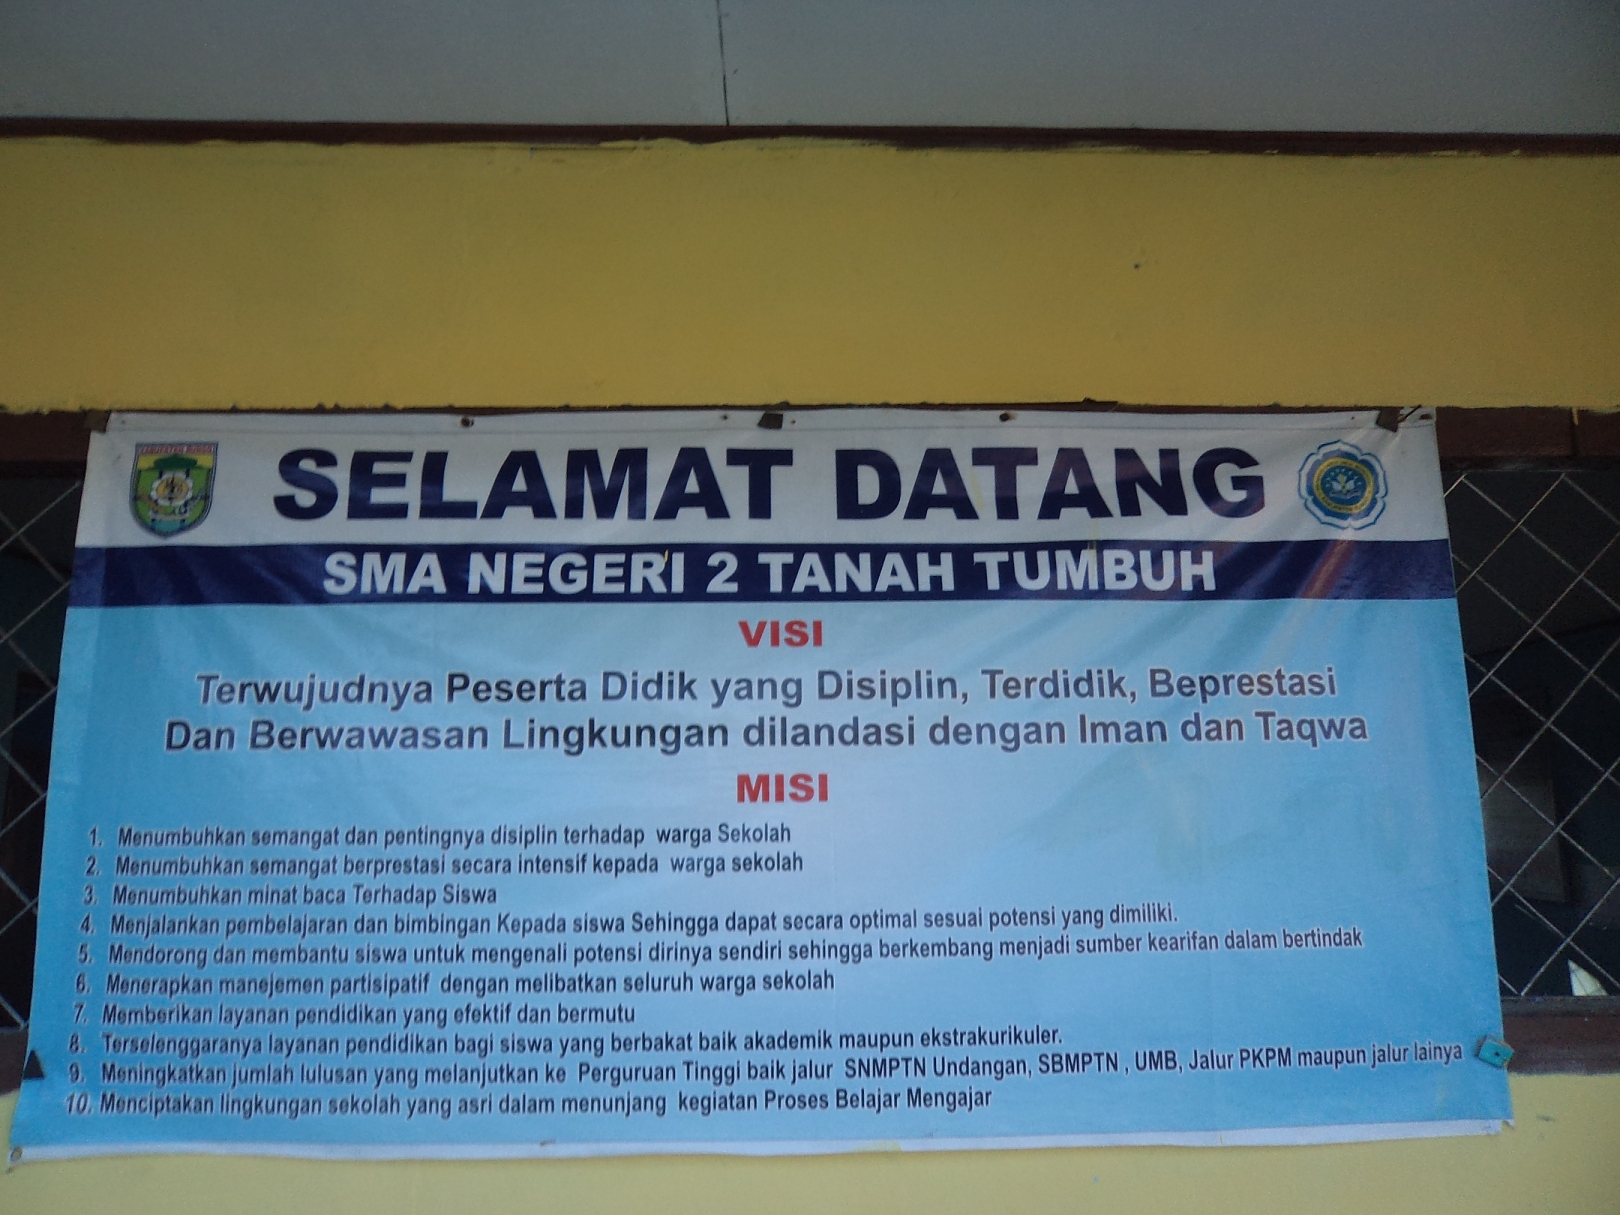 SELAMAT DATANG
SMA NEGERI 2 TANAH TUMBUH
VISI
Terwujudnya Peserta Didik yang Disiplin, Terdidik, Beprestasi
Dan Berwawasan Lingkungan dilandasi dengan Iman dan Taqwa
MISI
1. Menumbuhkan semangat dan pentingnya disiplin terhadap warga Sekolah
2. Menumbuhkan semangat berprestasi secara intensif kepada warga sekolah
3. Menumbuhkan minat baca Terhadap Siswa
4. Menjalankan pembelajaran dan bimbingan Kepada siswa Sehingga dapat secara optimal sesuai potensi yang dimiliki.
5. Mendorong dan membantu siswa untuk mengenali potensi dirinya sendiri sehingga berkembang menjadi sumber kearifan dalam bertindak
6. Menerapkan manejemen partisipatif dengan melibatkan seluruh warga sekolah
7. Memberikan layanan pendidikan yang efektif dan bermutu
8. Terselenggaranya layanan pendidikan bagi siswa yang berbakat baik akademik maupun ekstrakurikuler.
9. Meningkatkan jumlah lulusan yang melanjutkan ke Perguruan Tinggi baik jalur SNMPTN Undangan, SBMPTN , UMB, Jalur PKPM maupun jalur lainya
10. Menciptakan lingkungan sekolah yang asri dalam menunjang kegiatan Proses Belajar Mengajar